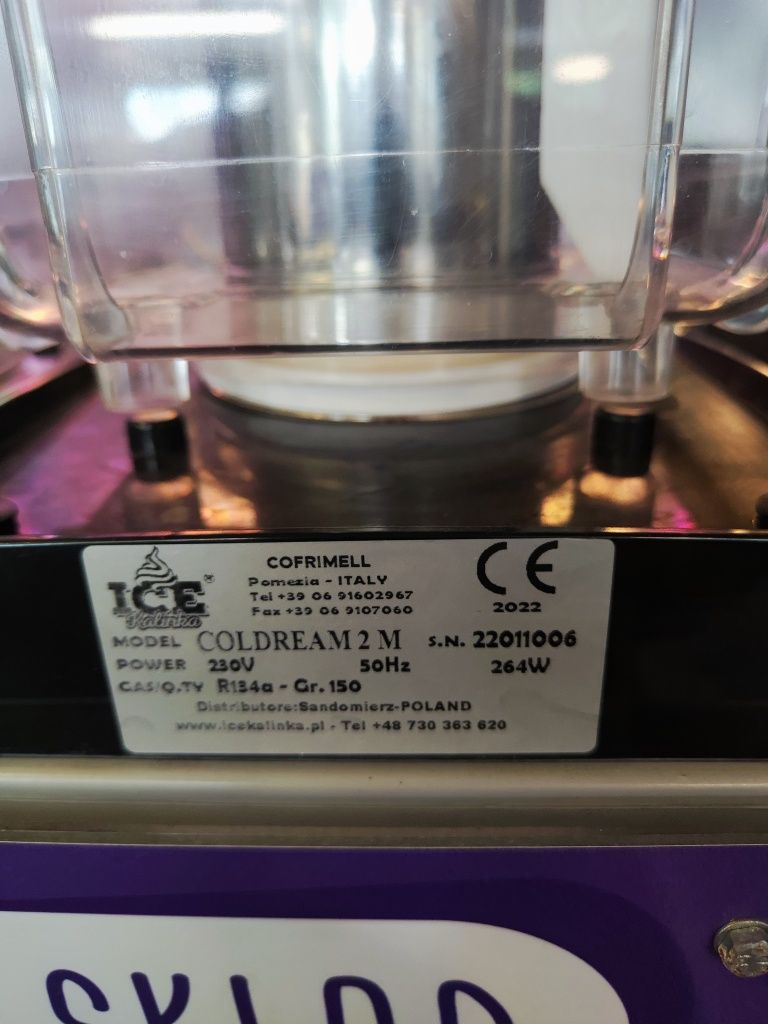 ICE®
Kalinka
COFRIMELL
Pomezia - ITALY
Tel +39 06 91602967
Fax +39 06 9107060
CE
2022
MODEL COLDREAM 2 M S.N. 22011006
POWER 230V 50Hz 264W
GAS/Q.TY R134a - Gr. 150
Distributore:Sandomierz-POLAND
www.icekalinka.pl - Tel +48 730 363 620